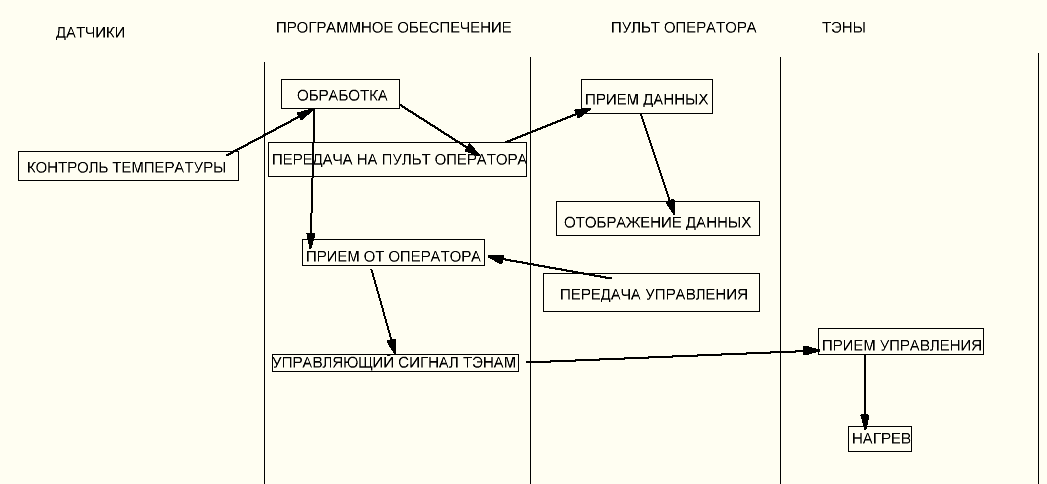 ДАТЧИКИ
ПРОГРАММНОЕ ОБЕСПЕЧЕНИЕ
ПУЛЬТ ОПЕРАТОРА
ТЭНЫ
ОБРАБОТКА
ПРИЕМ ДАННЫХ
КОНТРОЛЬ ТЕМПЕРАТУРЫ
ПЕРЕДАЧА НА ПУЛЬТ ОПЕРАТОРА
ОТОБРАЖЕНИЕ ДАННЫХ
ПРИЕМ ОТ ОПЕРАТОРА
ПЕРЕДАЧА УПРАВЛЕНИЯ
УПРАВЛЯЮЩИЙ СИГНАЛ ТЭНАМ
ПРИЕМ УПРАВЛЕНИЯ
НАГРЕВ